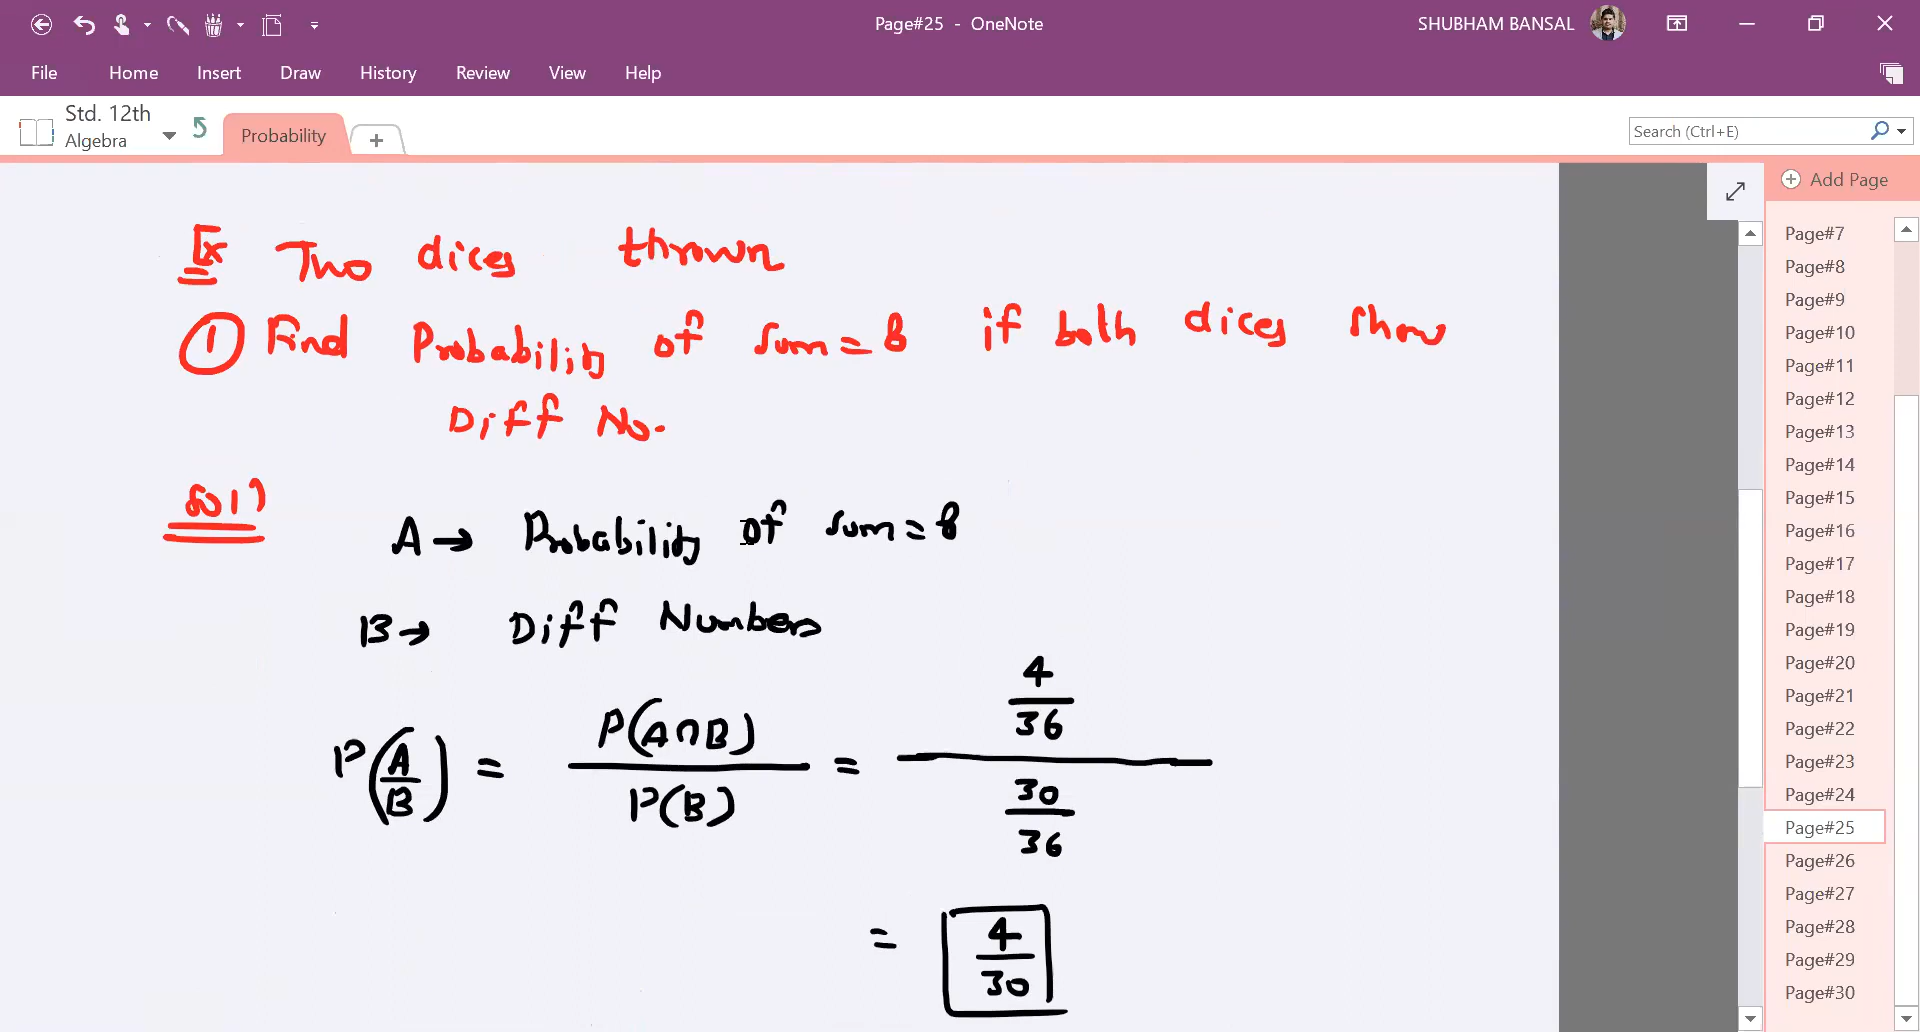 Page#25 - OneNote
SHUBHAM BANSAL
File Home Insert Draw History Review View Help
Std. 12th
Algebra
Probability
Search (Ctrl+E)
Add Page
Ex Two dices thrown
① Find Probability of sum = 8 if both dices show
Diff No.
Sol?
A → Probability of sum = 8
B → Diff Numbers
P(A/B) = P(A∩B)/P(B) = (4/36)/(30/36)
= 4/30
Page#7
Page#8
Page#9
Page#10
Page#11
Page#12
Page#13
Page#14
Page#15
Page#16
Page#17
Page#18
Page#19
Page#20
Page#21
Page#22
Page#23
Page#24
Page#25
Page#26
Page#27
Page#28
Page#29
Page#30